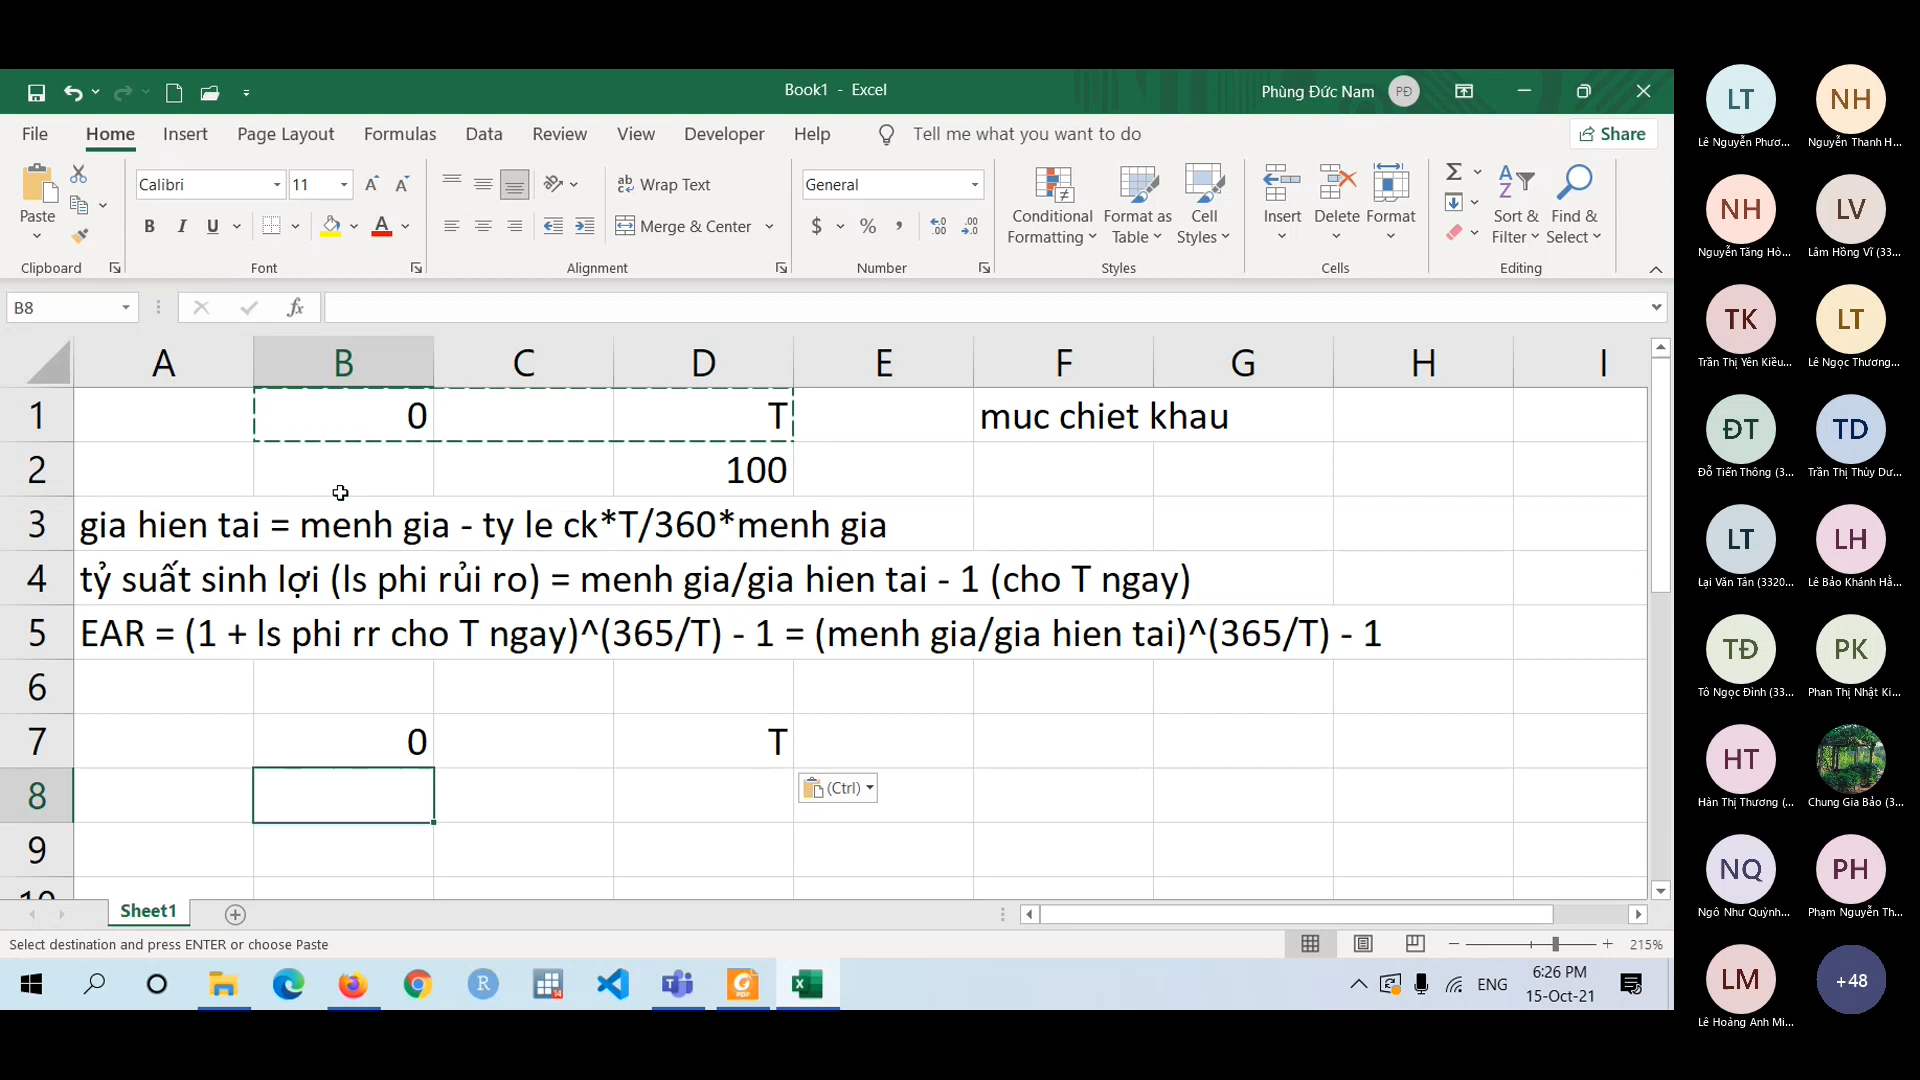 Book1 - Excel
Phùng Đức Nam
PĐ
File Home Insert Page Layout Formulas Data Review View Developer Help Tell me what you want to do Share
Paste
Clipboard
Calibri 11
B I U
Font
Wrap Text
Merge & Center
Alignment
General
$ % ,
Number
Conditional Formatting
Format as Table
Cell Styles
Styles
Insert Delete Format
Cells
Sort & Filter
Find & Select
Editing
B8
fx
A B C D E F G H I
1 0 T muc chiet khau
2 100
3 gia hien tai = menh gia - ty le ck*T/360*menh gia
4 tỷ suất sinh lợi (ls phi rủi ro) = menh gia/gia hien tai - 1 (cho T ngay)
5 EAR = (1 + ls phi rr cho T ngay)^(365/T) - 1 = (menh gia/gia hien tai)^(365/T) - 1
6
7 0 T
8 (Ctrl)
9
10
Sheet1
Select destination and press ENTER or choose Paste
215%
ENG
6:26 PM
15-Oct-21
LT NH
Lê Nguyễn Phươ... Nguyễn Thanh H...
NH LV
Nguyễn Tăng Hò... Lâm Hồng Vĩ (33...
TK LT
Trần Thị Yên Kiều... Lê Ngọc Thương...
ĐT TD
Đỗ Tiến Thông (3... Trần Thị Thùy Dư...
LT LH
Lại Văn Tân (3320... Lê Bảo Khánh Hằ...
TĐ PK
Tô Ngọc Đình (33... Phan Thị Nhật Ki...
HT
Hàn Thị Thương (... Chung Gia Bảo (3...
NQ PH
Ngô Như Quỳnh... Phạm Nguyễn Th...
LM +48
Lê Hoàng Anh Mi...